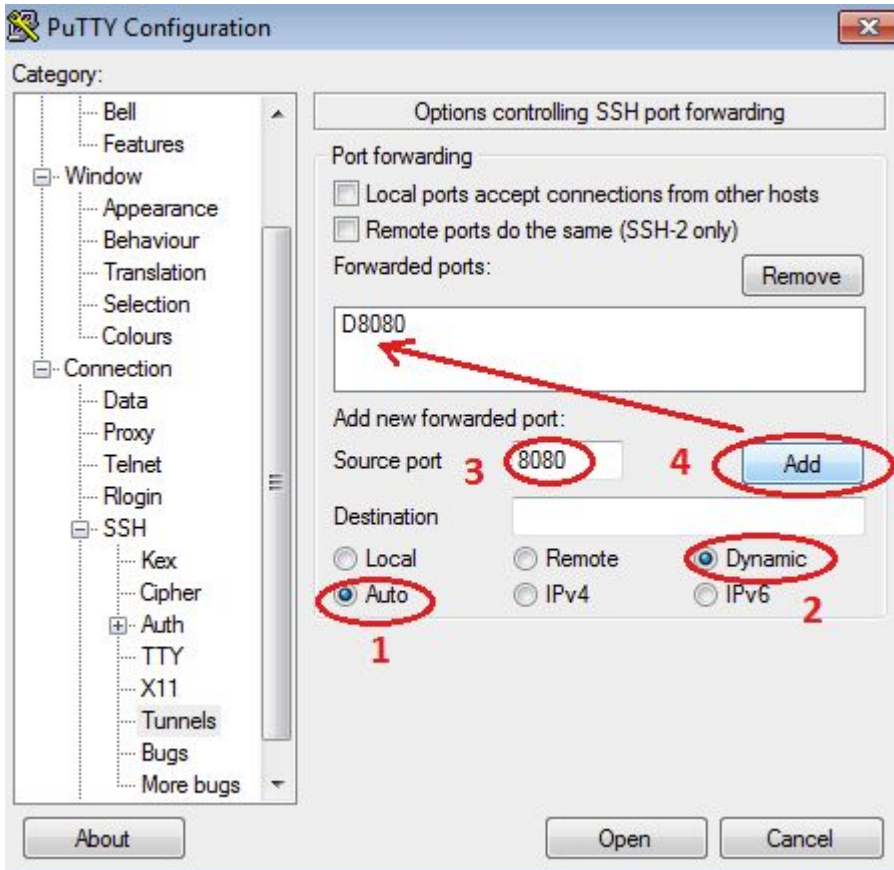 PuTTY Configuration
Category:
Bell
Features
Window
Appearance
Behaviour
Translation
Selection
Colours
Connection
Data
Proxy
Telnet
Rlogin
SSH
Kex
Cipher
Auth
TTY
X11
Tunnels
Bugs
More bugs
Options controlling SSH port forwarding
Port forwarding
Local ports accept connections from other hosts
Remote ports do the same (SSH-2 only)
Forwarded ports:
Remove
D8080
Add new forwarded port:
Source port 3 8080 4 Add
Destination
Local Remote Dynamic
Auto IPv4 IPv6
1 2
About Open Cancel